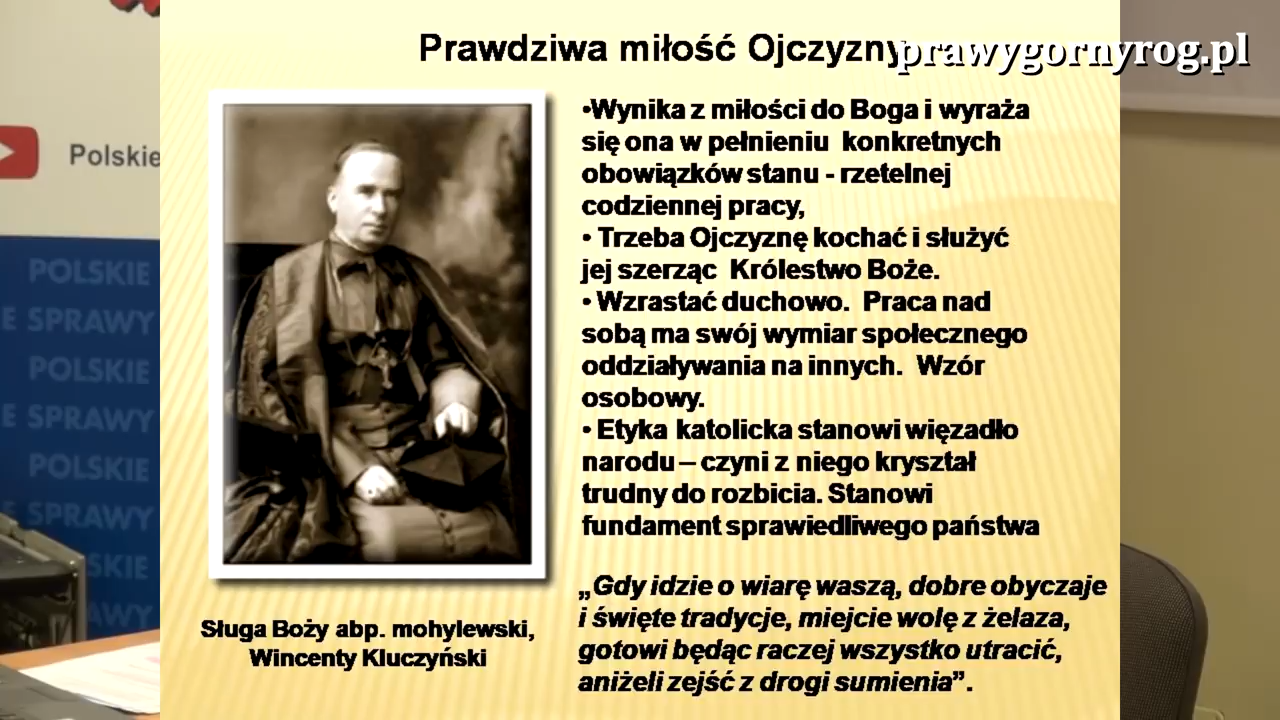 Prawdziwa miłość Ojczyzny
prawygornyrog.pl
•Wynika z miłości do Boga i wyraża
się ona w pełnieniu konkretnych
obowiązków stanu - rzetelnej
codziennej pracy,
• Trzeba Ojczyznę kochać i służyć
jej szerząc Królestwo Boże.
• Wzrastać duchowo. Praca nad
sobą ma swój wymiar społecznego
oddziaływania na innych. Wzór
osobowy.
• Etyka katolicka stanowi więzadło
narodu – czyni z niego kryształ
trudny do rozbicia. Stanowi
fundament sprawiedliwego państwa
„Gdy idzie o wiarę waszą, dobre obyczaje
i święte tradycje, miejcie wolę z żelaza,
gotowi będąc raczej wszystko utracić,
aniżeli zejść z drogi sumienia”.
Sługa Boży abp. mohylewski,
Wincenty Kluczyński
Polskie
POLSKIE
E SPRAWY
POLSKIE
E SPRAWY
POLSKIE
SPRAWY
SKIE
AWY